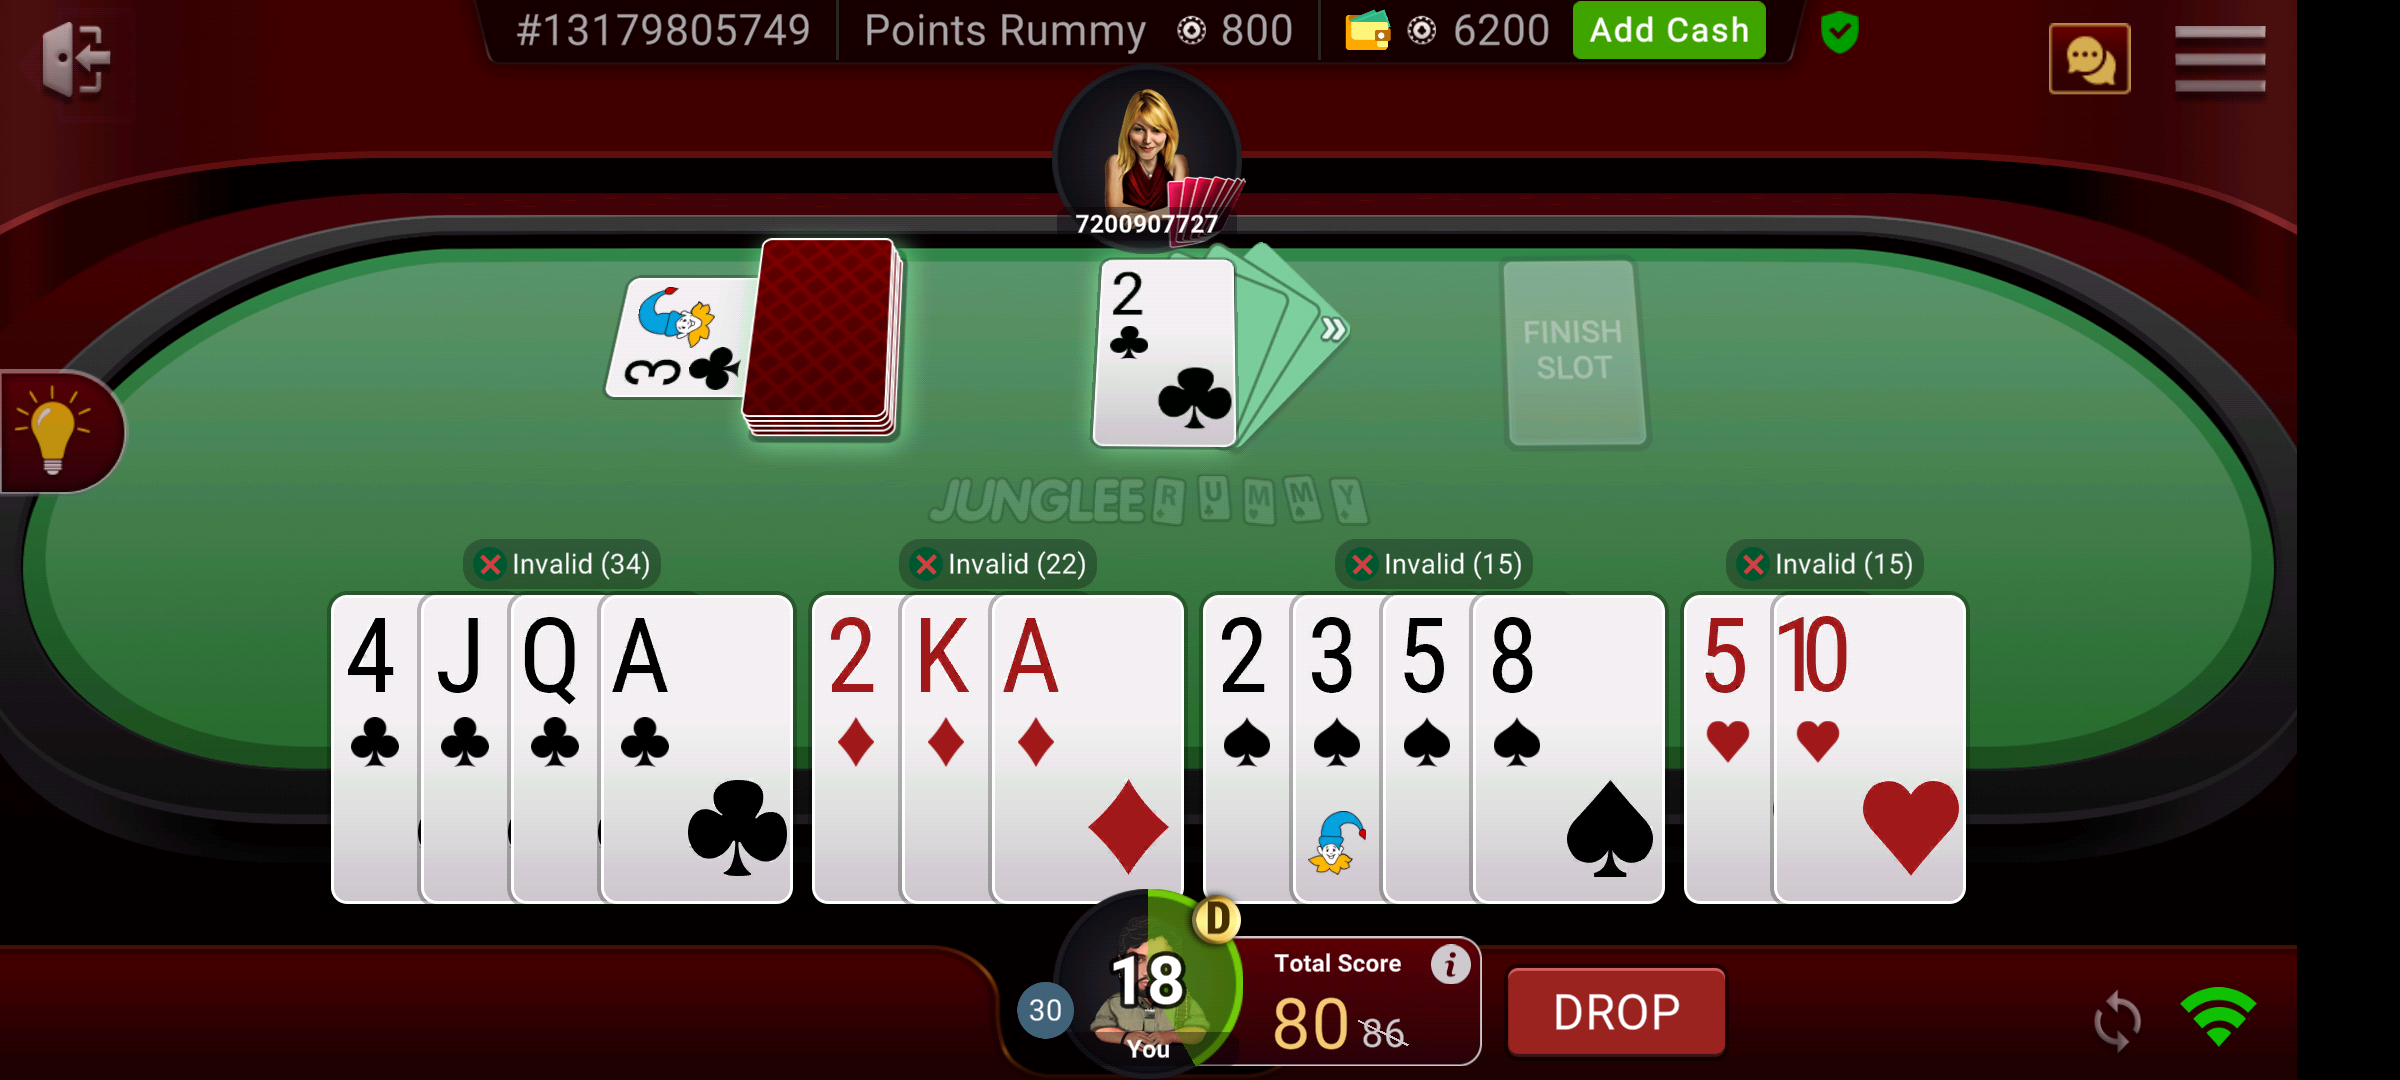 #13179805749 Points Rummy 800 6200 Add Cash
7200907727
3
2
FINISH
SLOT
JUNGLEE RUMMY
Invalid (34) Invalid (22) Invalid (15) Invalid (15)
4 J Q A 2 K A 2 3 5 8 5 10
D
Total Score i
18
30 80 86 DROP
You